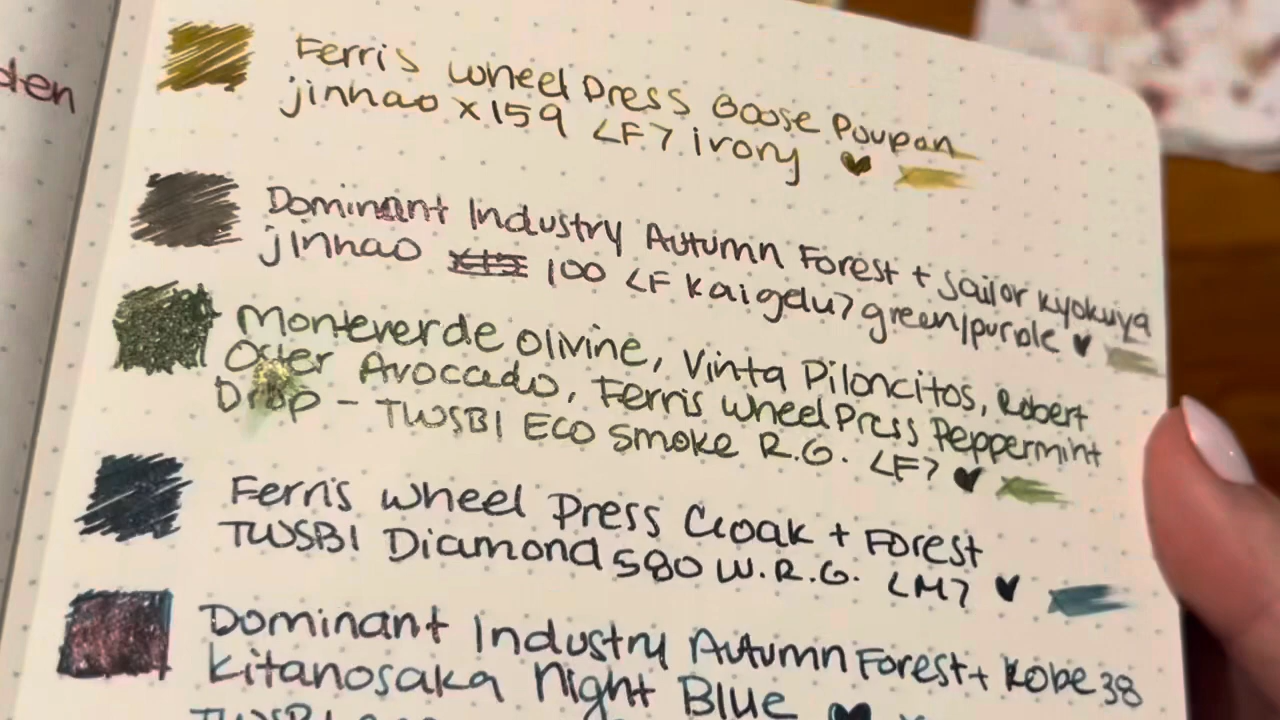 den
Ferris wheel Press Goose Poupon
jinhao x159 <F> ivory
Dominant Industry Autumn Forest + Sailor Kyokuya
jinhao 100 <F Kaigelu> green/purple
Monteverde Olivine, Vinta Piloncitos, Robert
Oster Avocado, Ferris Wheel Press Peppermint
Drop - TWSBI ECO Smoke R.G. <F>
Ferris wheel Press Cloak + Forest
TWSBI Diamond 580 W.R.G. <M>
Dominant Industry Autumn Forest + Kobe 38
Kitanosaka Night Blue
TWSBI